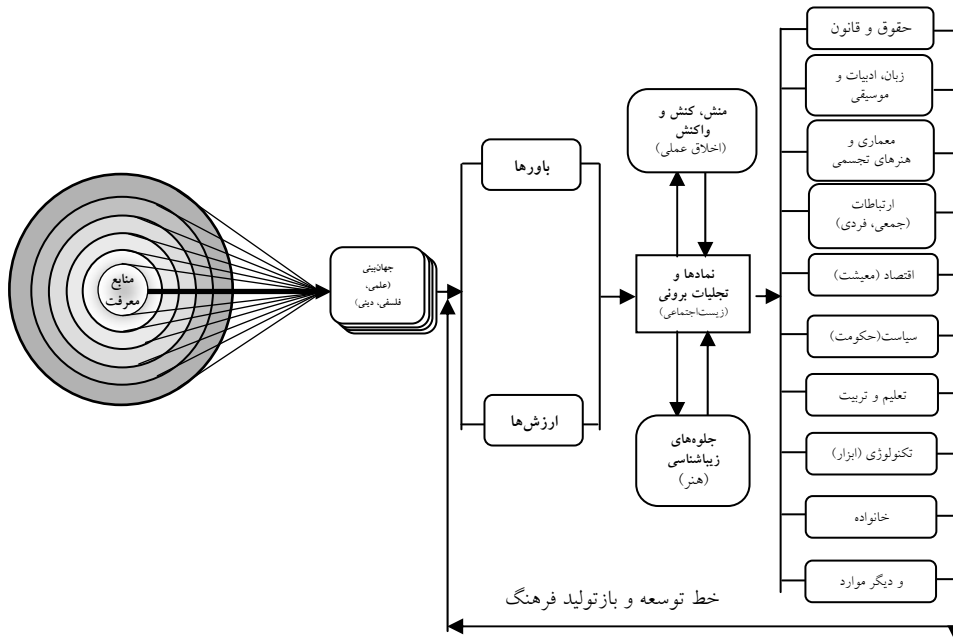 منابع
معرفت
جهان‌بینی
(علمی،
فلسفی، دینی)
باورها
ارزش‌ها
منش، کنش و
واکنش
(اخلاق عملی)
نمادها و
تجلیات برونی
(زیست‌اجتماعی)
جلوه‌های
زیباشناسی
(هنر)
حقوق و قانون
زبان، ادبیات و
موسیقی
معماری و
هنرهای تجسمی
ارتباطات
(جمعی، فردی)
اقتصاد (معیشت)
سیاست(حکومت)
تعلیم و تربیت
تکنولوژی (ابزار)
خانواده
و دیگر موارد
خط توسعه و بازتولید فرهنگ